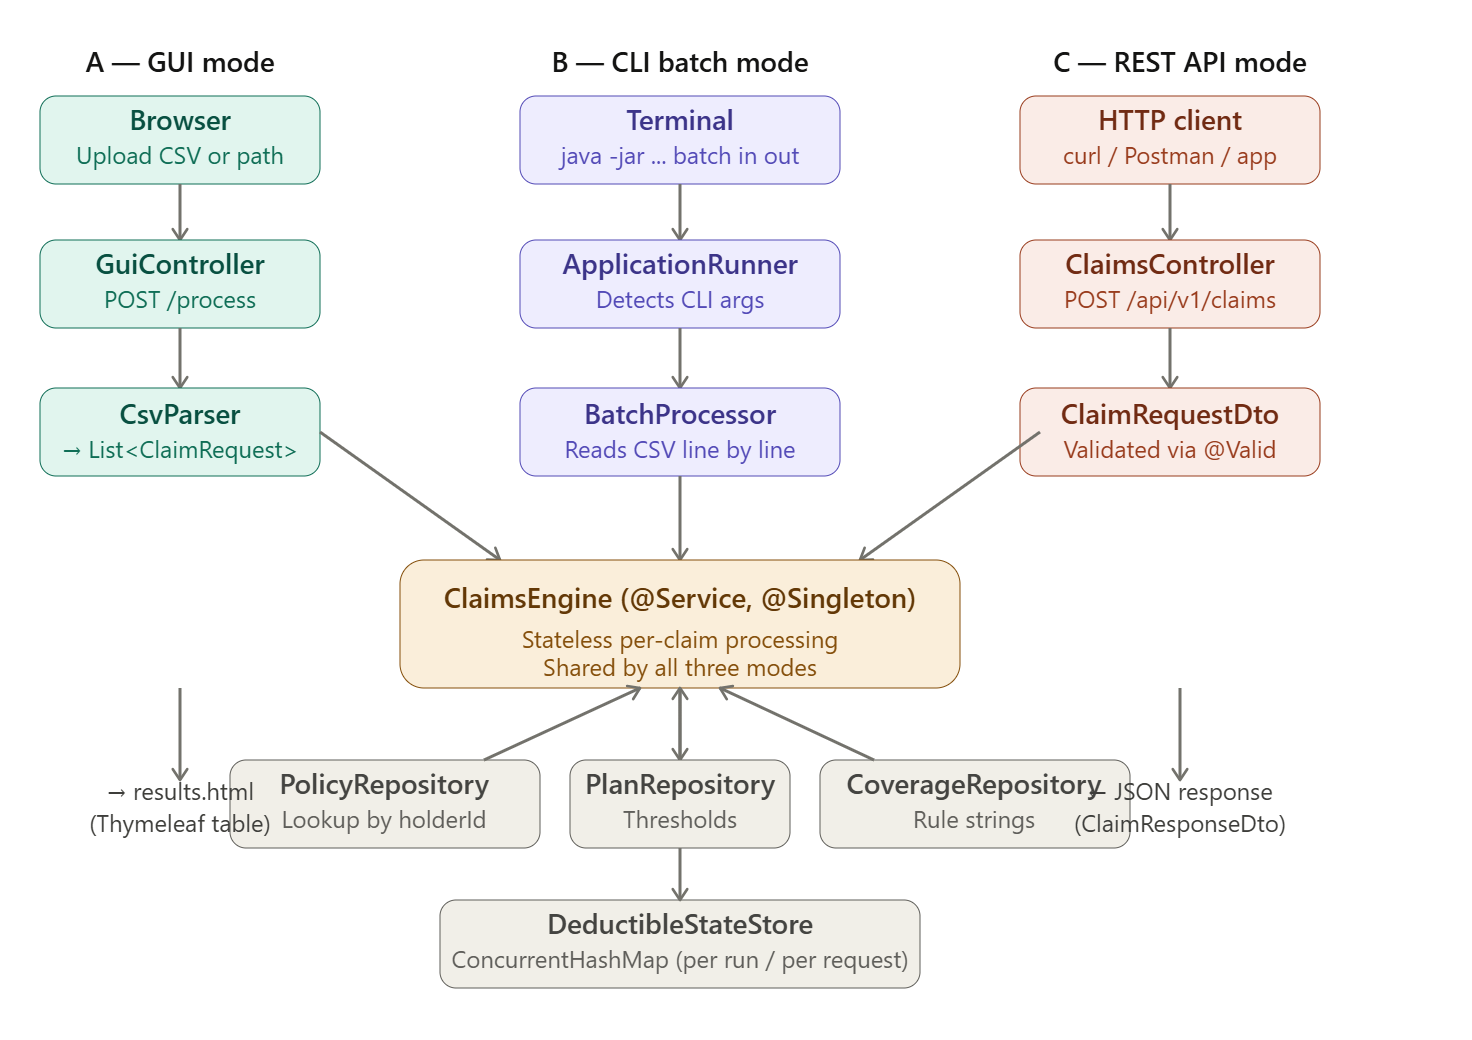 A — GUI mode
B — CLI batch mode
C — REST API mode
Browser
Upload CSV or path
Terminal
java -jar ... batch in out
HTTP client
curl / Postman / app
GuiController
POST /process
ApplicationRunner
Detects CLI args
ClaimsController
POST /api/v1/claims
CsvParser
→ List<ClaimRequest>
BatchProcessor
Reads CSV line by line
ClaimRequestDto
Validated via @Valid
ClaimsEngine (@Service, @Singleton)
Stateless per-claim processing
Shared by all three modes
→ results.html
(Thymeleaf table)
PolicyRepository
Lookup by holderId
PlanRepository
Thresholds
CoverageRepository
Rule strings
← JSON response
(ClaimResponseDto)
DeductibleStateStore
ConcurrentHashMap (per run / per request)